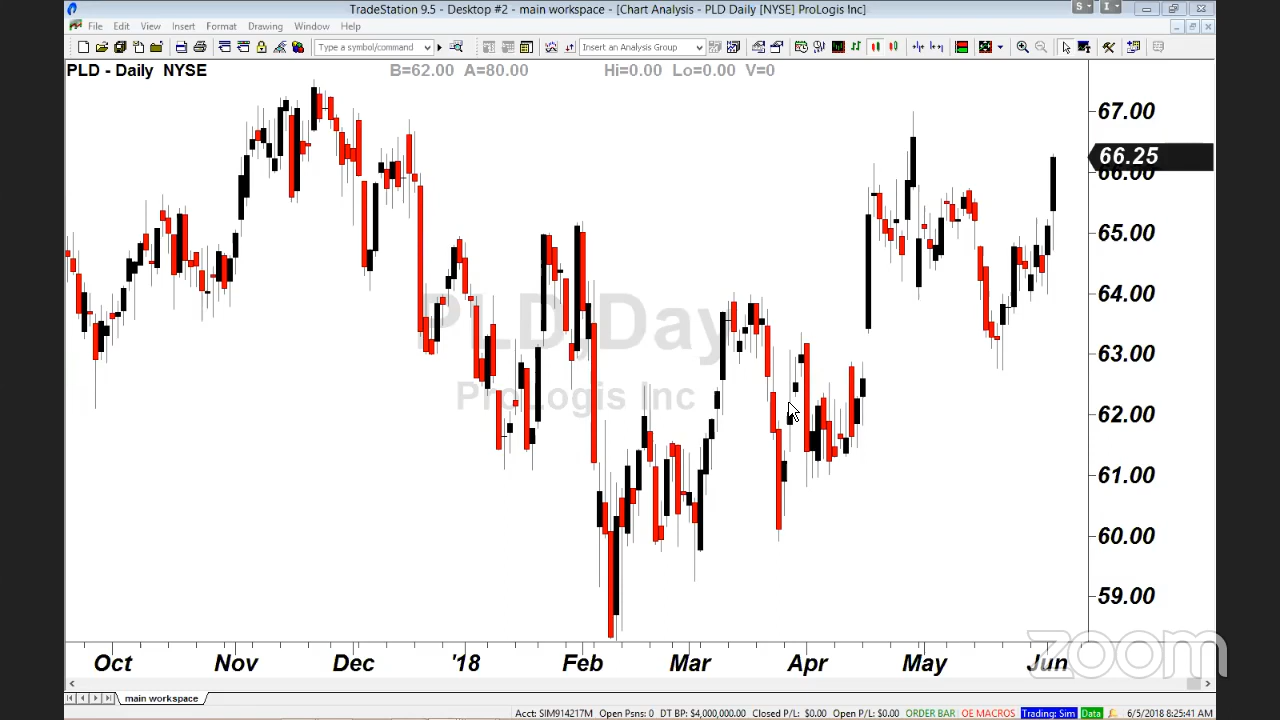 TradeStation 9.5 - Desktop #2 - main workspace - [Chart Analysis - PLD Daily [NYSE] ProLogis Inc]
S I
File Edit View Insert Format Drawing Window Help
Type a symbol/command Insert an Analysis Group
PLD - Daily NYSE B=62.00 A=80.00 Hi=0.00 Lo=0.00 V=0
67.00
66.25
66.00
65.00
64.00
PLD,Day
63.00
ProLogis Inc
62.00
61.00
60.00
59.00
zoom
Oct Nov Dec '18 Feb Mar Apr May Jun
main workspace
Acct: SIM914217M Open Psns: 0 DT BP: $4,000,000.00 Closed P/L: $0.00 Open P/L: $0.00 ORDER BAR OE MACROS Trading: Sim Data 6/5/2018 8:25:41 AM